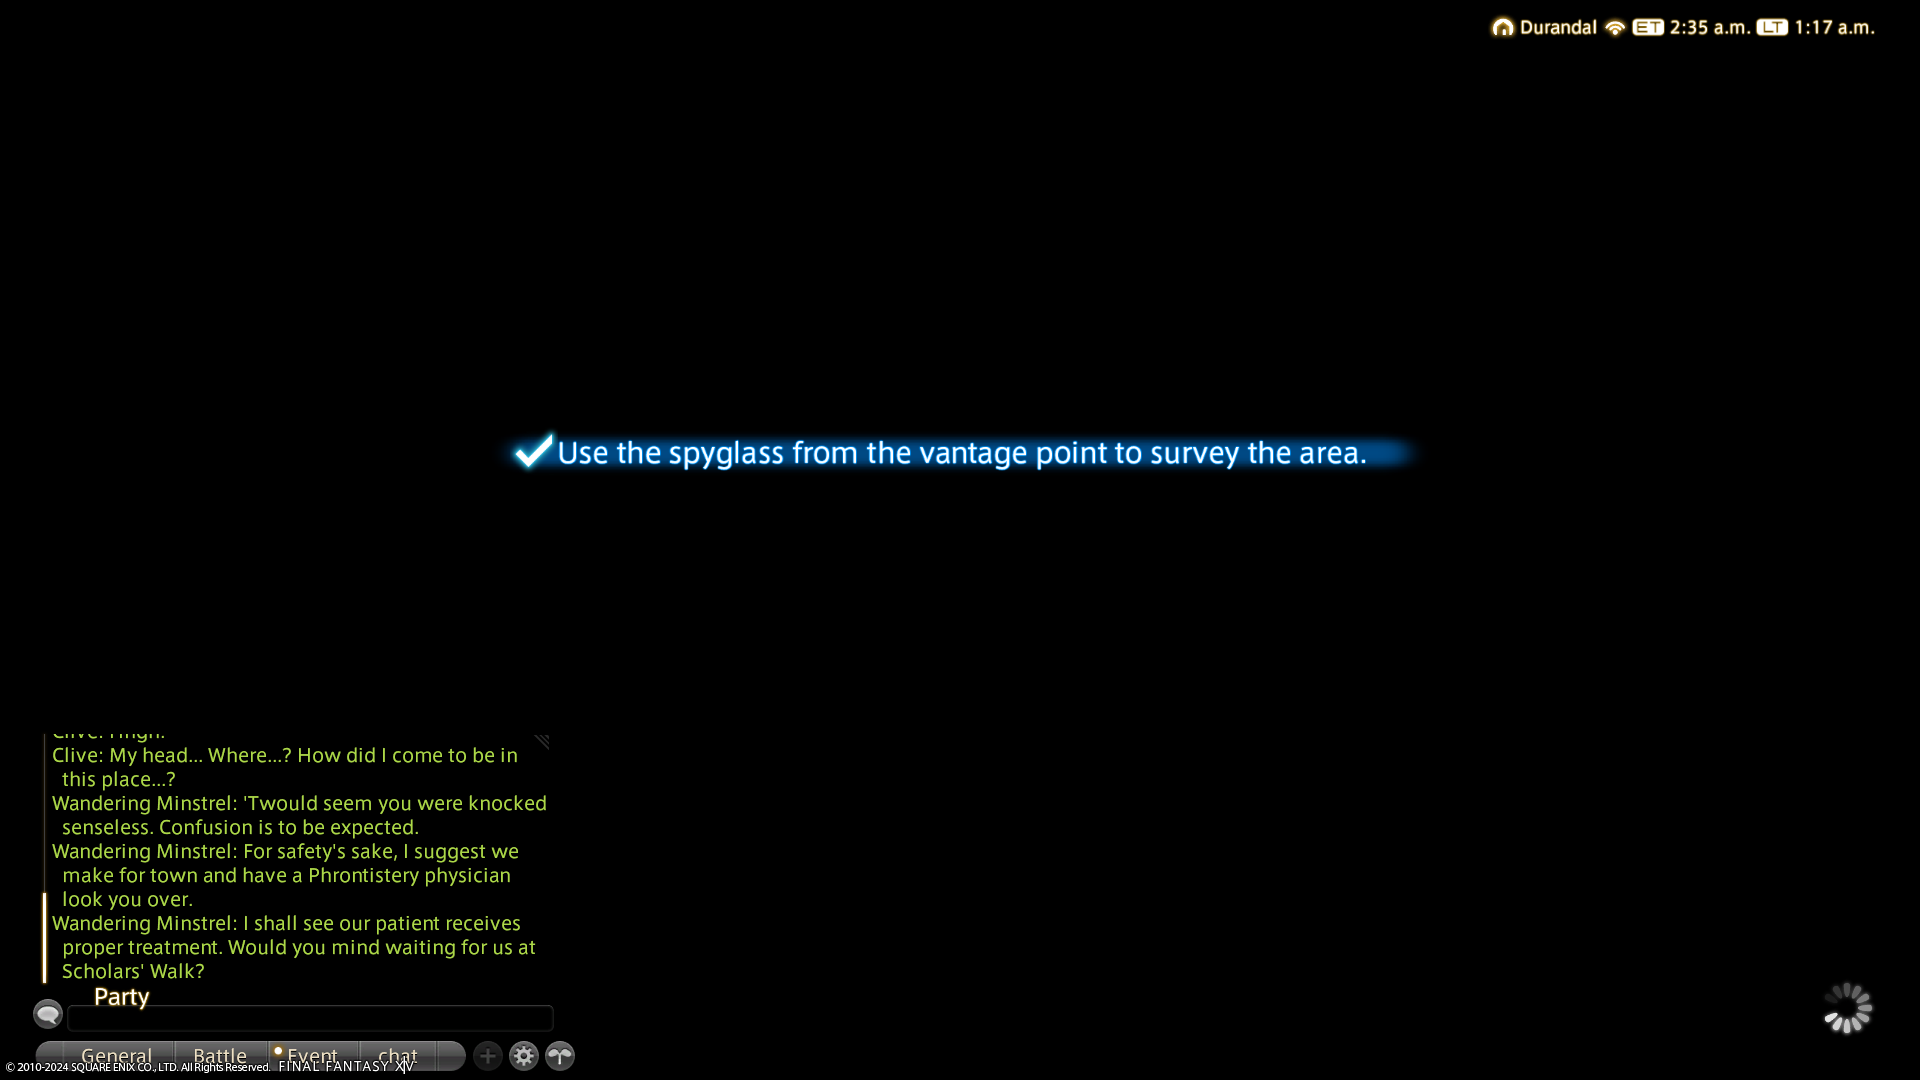 Durandal ET 2:35 a.m. LT 1:17 a.m.
Use the spyglass from the vantage point to survey the area.
Clive: My head... Where...? How did I come to be in
this place...?
Wandering Minstrel: 'Twould seem you were knocked
senseless. Confusion is to be expected.
Wandering Minstrel: For safety's sake, I suggest we
make for town and have a Phrontistery physician
look you over.
Wandering Minstrel: I shall see our patient receives
proper treatment. Would you mind waiting for us at
Scholars' Walk?
Party
General Battle Event chat
© 2010-2024 SQUARE ENIX CO., LTD. All Rights Reserved. FINAL FANTASY XIV